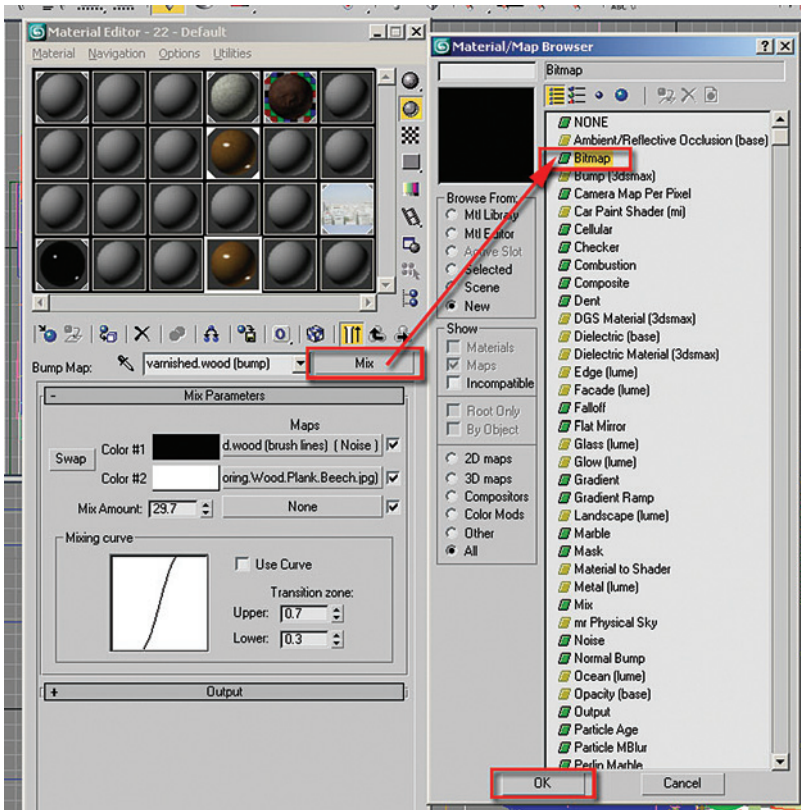 Material Editor - 22 - Default
Material Navigation Options Utilities
Bump Map: varnished.wood (bump) Mix
- Mix Parameters
Maps
Swap
Color #1 d.wood (brush lines) ( Noise )
Color #2 oring.Wood.Plank.Beech.jpg)
Mix Amount: 29.7 None
Mixing curve
Use Curve
Transition zone:
Upper: 0.7
Lower: 0.3
+ Output
Material/Map Browser
Bitmap
Browse From:
Mtl Library
Mtl Editor
Active Slot
Selected
Scene
New
Show
Materials
Maps
Incompatible
Root Only
By Object
2D maps
3D maps
Compositors
Color Mods
Other
All
NONE
Ambient/Reflective Occlusion (base)
Bitmap
Bump (3dsmax)
Camera Map Per Pixel
Car Paint Shader (mi)
Cellular
Checker
Combustion
Composite
Dent
DGS Material (3dsmax)
Dielectric (base)
Dielectric Material (3dsmax)
Edge (lume)
Facade (lume)
Falloff
Flat Mirror
Glass (lume)
Glow (lume)
Gradient
Gradient Ramp
Landscape (lume)
Marble
Mask
Material to Shader
Metal (lume)
Mix
mr Physical Sky
Noise
Normal Bump
Ocean (lume)
Opacity (base)
Output
Particle Age
Particle MBlur
Perlin Marble
OK Cancel